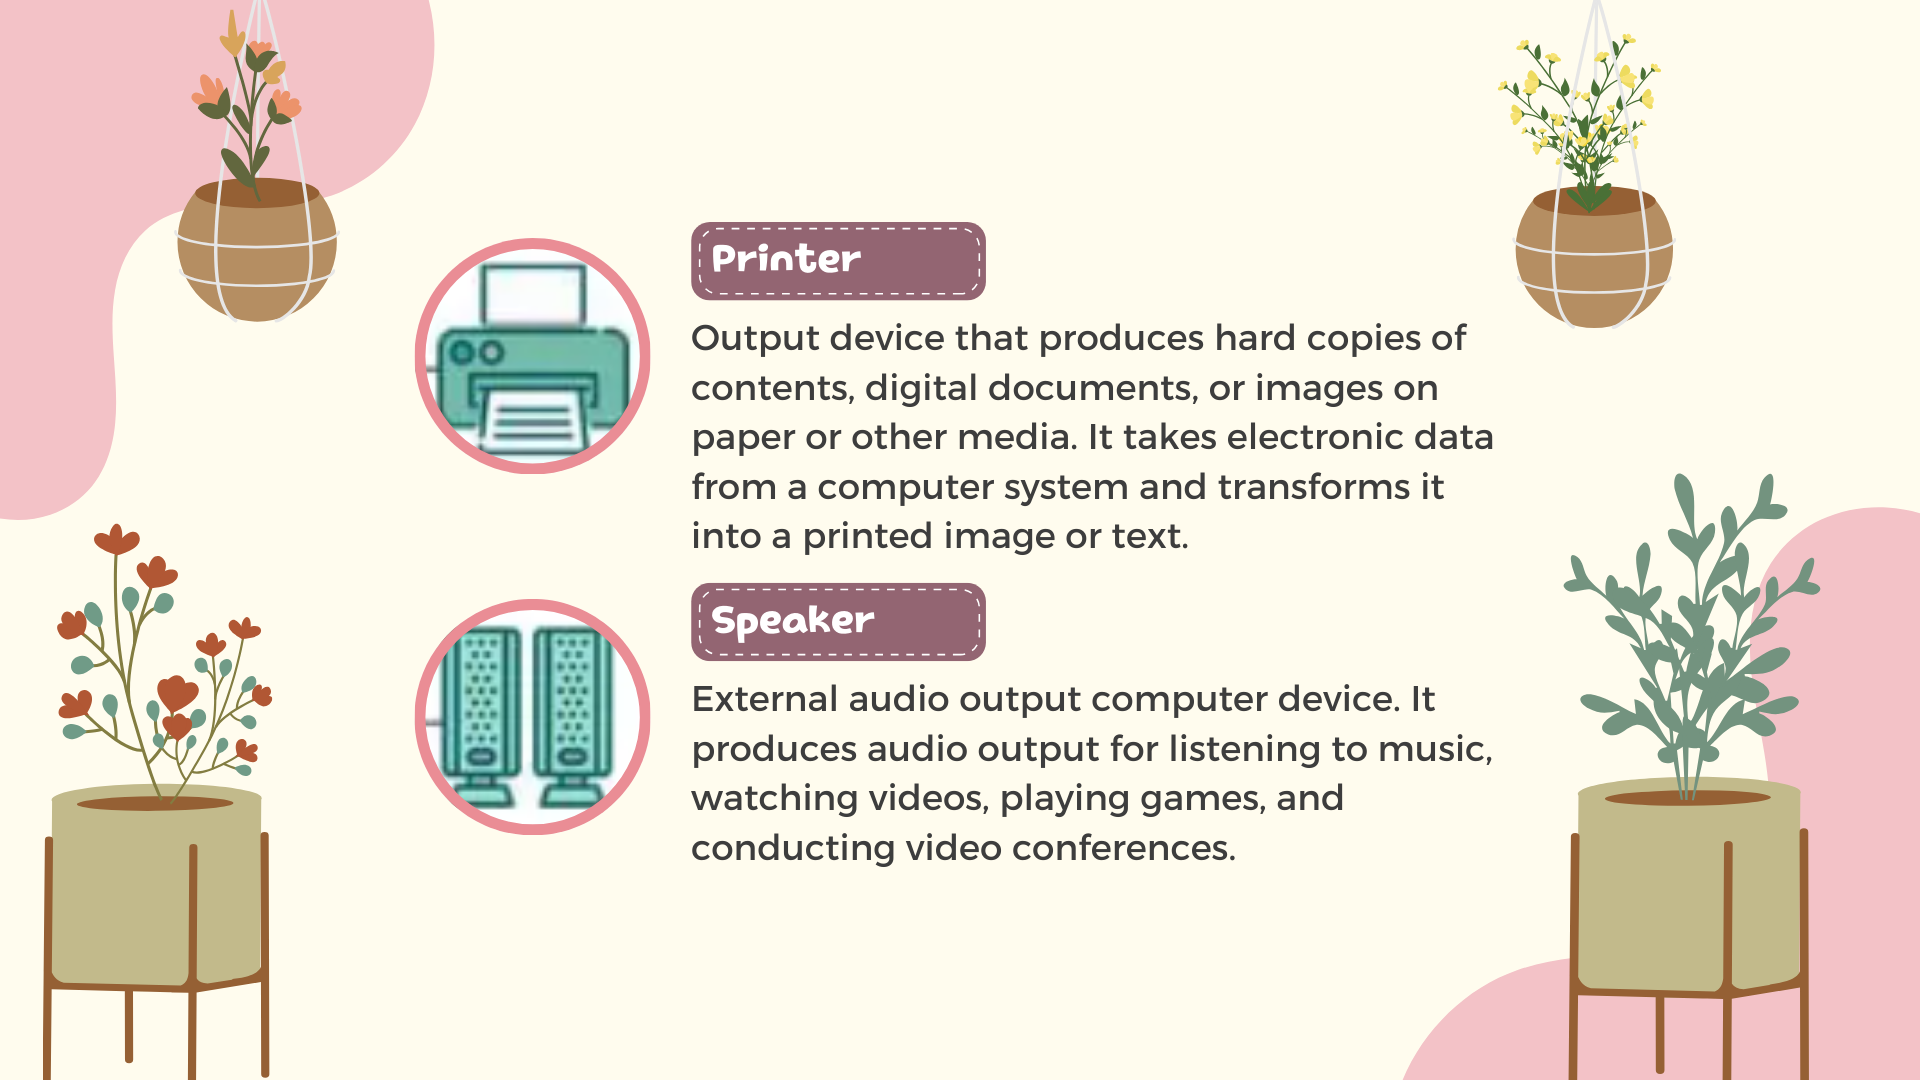 Printer
Output device that produces hard copies of
contents, digital documents, or images on
paper or other media. It takes electronic data
from a computer system and transforms it
into a printed image or text.
Speaker
External audio output computer device. It
produces audio output for listening to music,
watching videos, playing games, and
conducting video conferences.